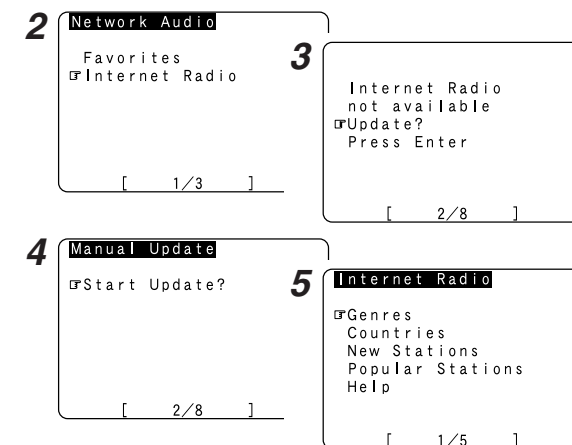 2
Network Audio
Favorites
☞Internet Radio
[ 1/3 ]
3
Internet Radio
not available
☞Update?
Press Enter
[ 2/8 ]
4
Manual Update
☞Start Update?
[ 2/8 ]
5
Internet Radio
☞Genres
Countries
New Stations
Popular Stations
Help
[ 1/5 ]